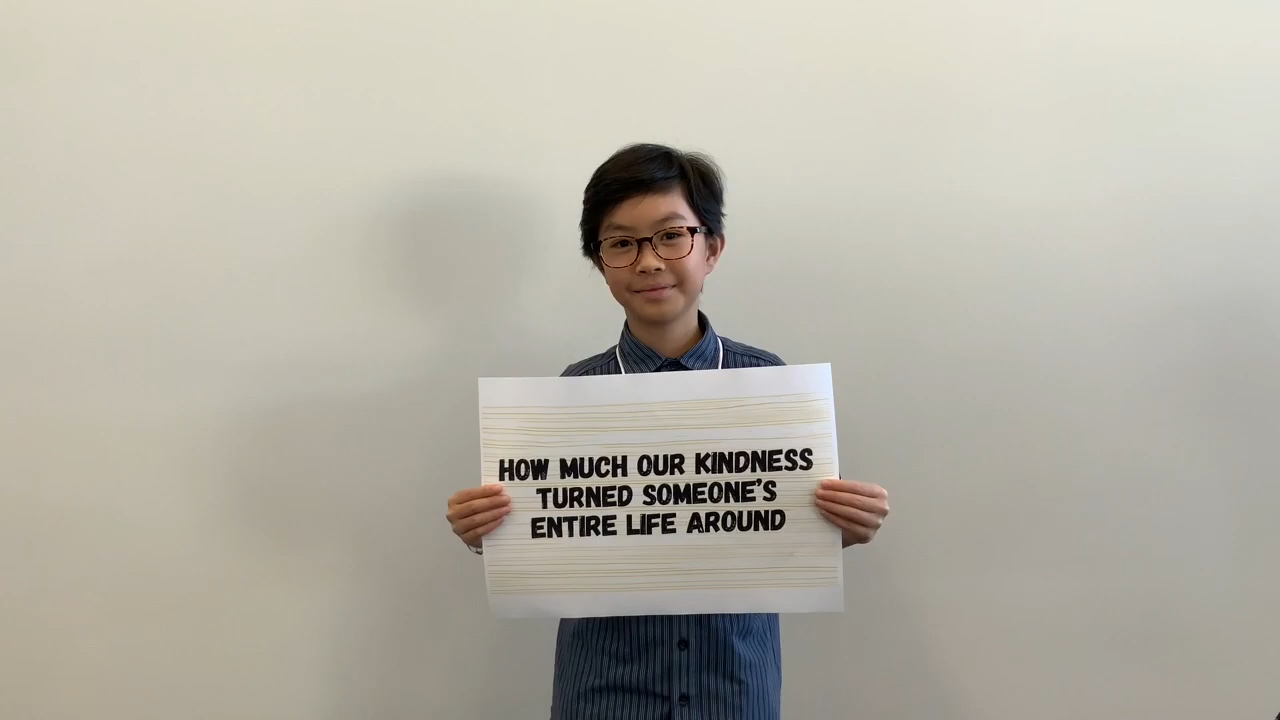 HOW MUCH OUR KINDNESS
TURNED SOMEONE'S
ENTIRE LIFE AROUND